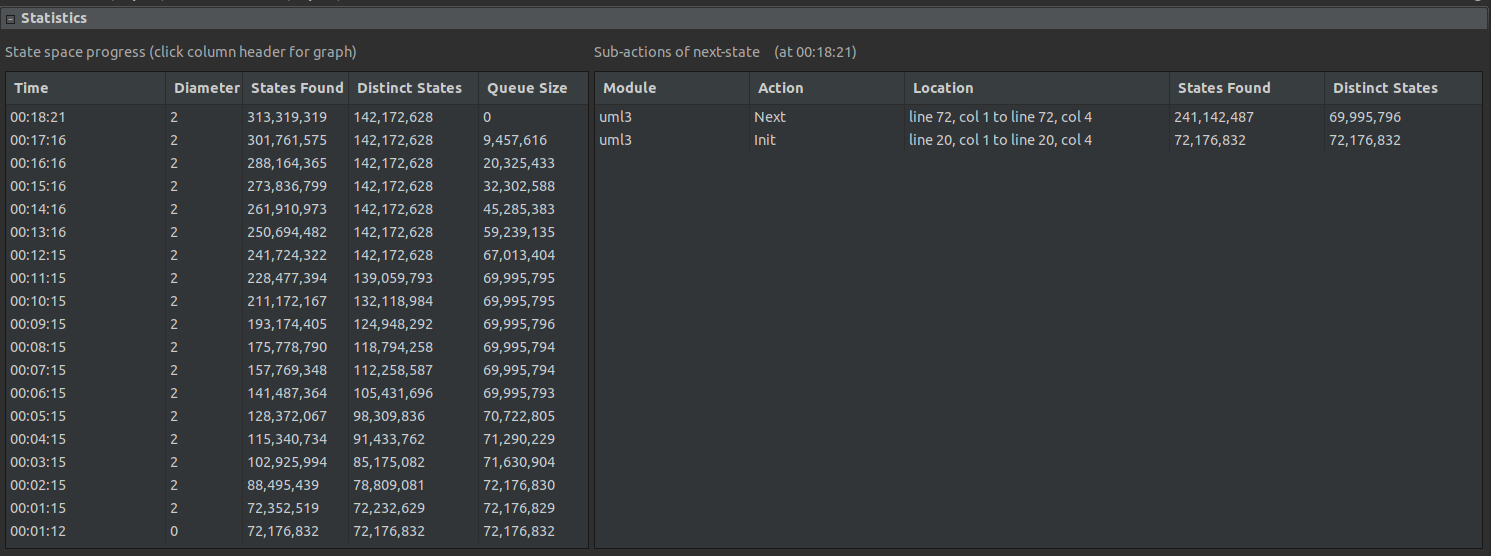 Statistics
State space progress (click column header for graph)
Sub-actions of next-state (at 00:18:21)
Time Diameter States Found Distinct States Queue Size
00:18:21 2 313,319,319 142,172,628 0
00:17:16 2 301,761,575 142,172,628 9,457,616
00:16:16 2 288,164,365 142,172,628 20,325,433
00:15:16 2 273,836,799 142,172,628 32,302,588
00:14:16 2 261,910,973 142,172,628 45,285,383
00:13:16 2 250,694,482 142,172,628 59,239,135
00:12:15 2 241,724,322 142,172,628 67,013,404
00:11:15 2 228,477,394 139,059,793 69,995,795
00:10:15 2 211,172,167 132,118,984 69,995,795
00:09:15 2 193,174,405 124,948,292 69,995,796
00:08:15 2 175,778,790 118,794,258 69,995,794
00:07:15 2 157,769,348 112,258,587 69,995,794
00:06:15 2 141,487,364 105,431,696 69,995,793
00:05:15 2 128,372,067 98,309,836 70,722,805
00:04:15 2 115,340,734 91,433,762 71,290,229
00:03:15 2 102,925,994 85,175,082 71,630,904
00:02:15 2 88,495,439 78,809,081 72,176,830
00:01:15 2 72,352,519 72,232,629 72,176,829
00:01:12 0 72,176,832 72,176,832 72,176,832
Module Action Location States Found Distinct States
uml3 Next line 72, col 1 to line 72, col 4 241,142,487 69,995,796
uml3 Init line 20, col 1 to line 20, col 4 72,176,832 72,176,832